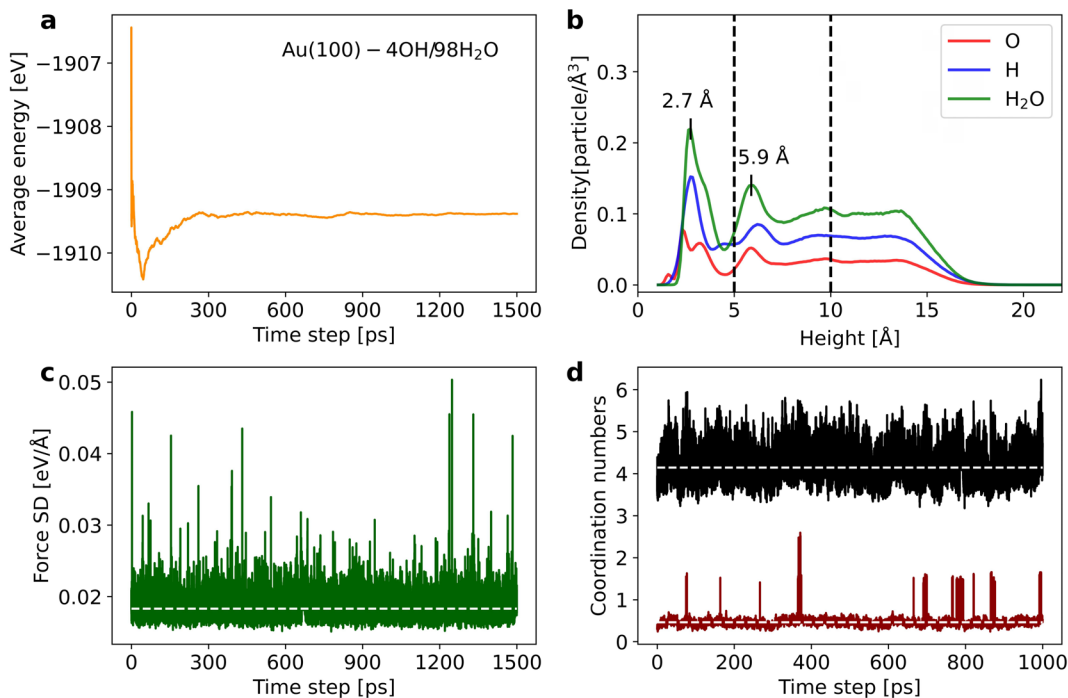 a
Average energy [eV]
−1907
−1908
−1909
−1910
Au(100) − 4OH/98H₂O
0 300 600 900 1200 1500
Time step [ps]
b
Density[particle/Å³]
0.3
0.2
0.1
0.0
2.7 Å
5.9 Å
O
H
H₂O
0 5 10 15 20
Height [Å]
c
Force SD [eV/Å]
0.05
0.04
0.03
0.02
0 300 600 900 1200 1500
Time step [ps]
d
Coordination numbers
6
5
4
3
2
1
0
0 200 400 600 800 1000
Time step [ps]